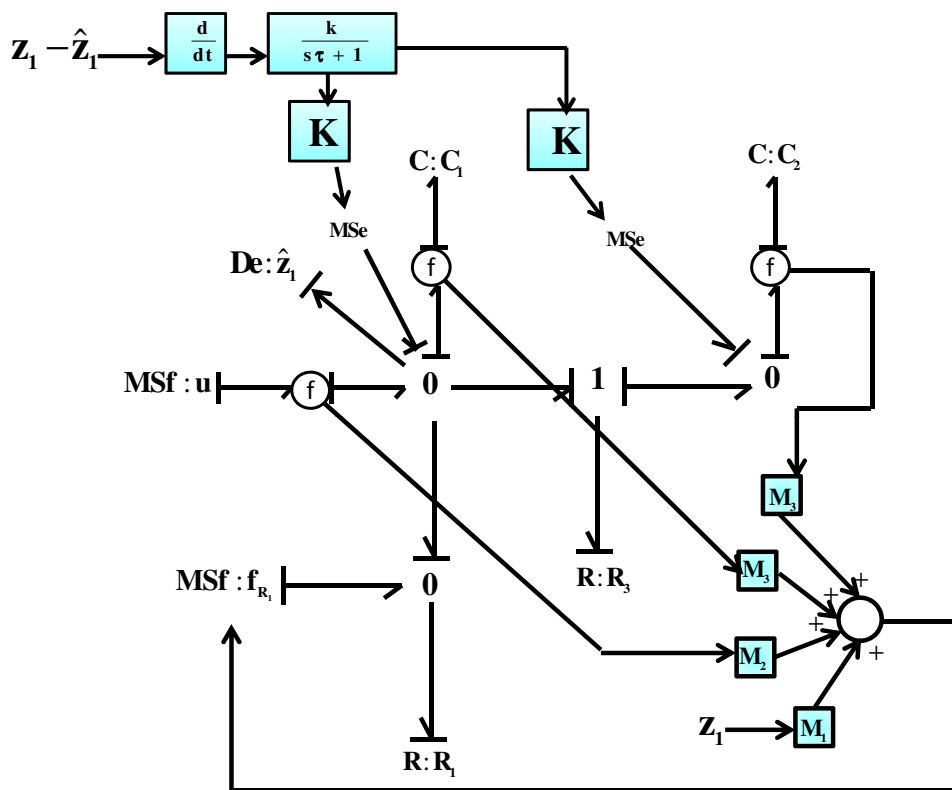 z₁ − ẑ₁
d/dt
k/(sτ + 1)
K
K
C:C₁
C:C₂
MSe
MSe
De:ẑ₁
f
f
MSf:u
f
0
1
0
M₃
MSf:f_R₁
0
R:R₃
M₃
+
+
+
+
M₂
z₁
M₁
R:R₁